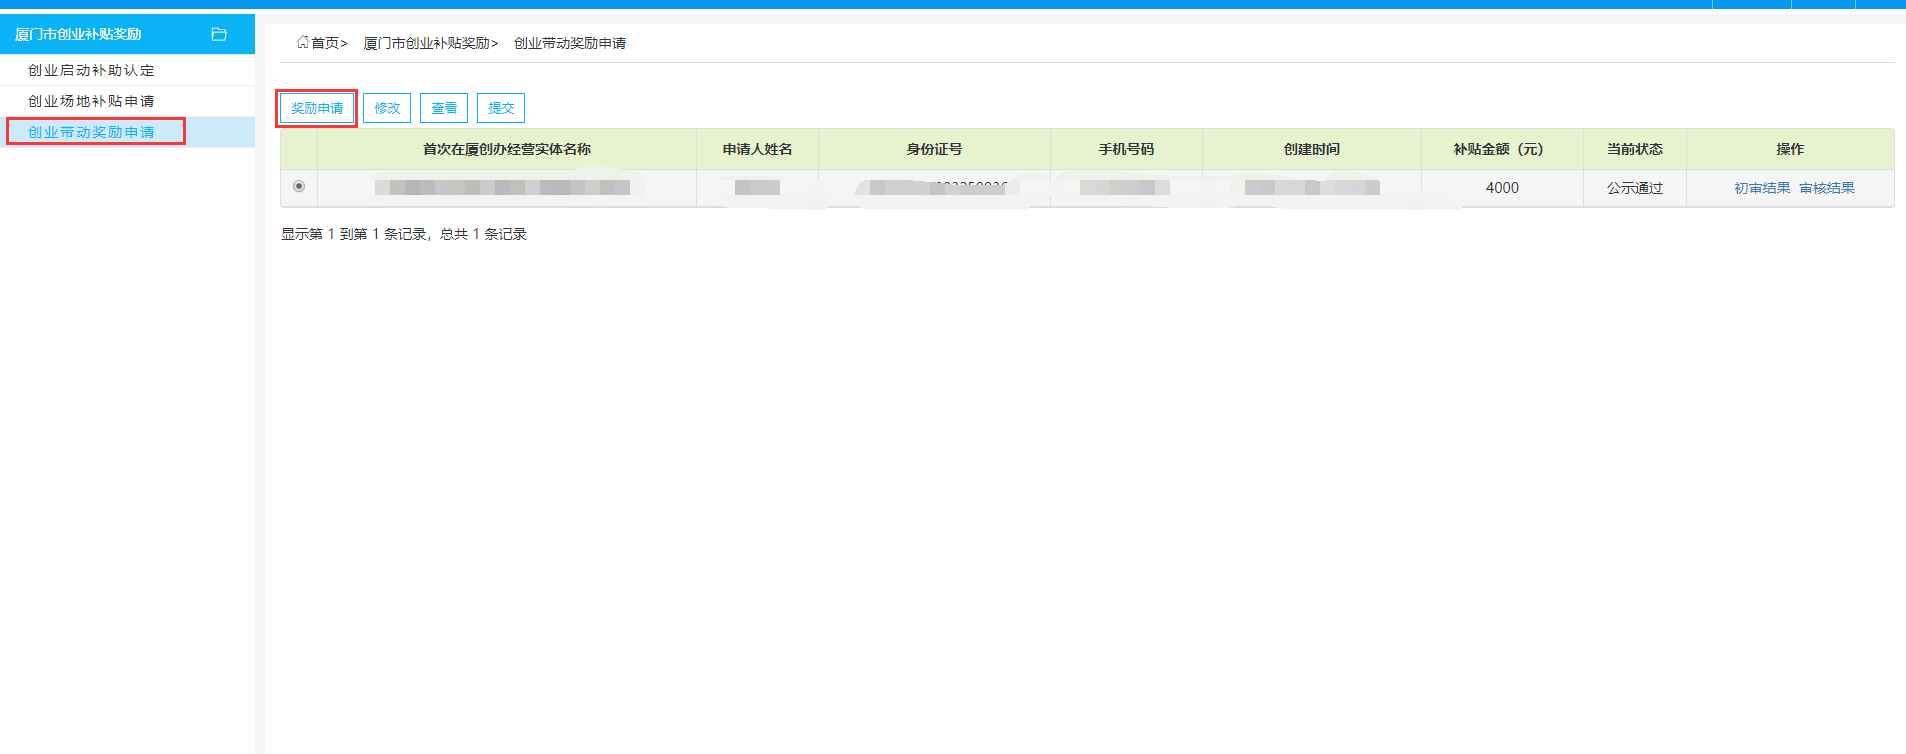 厦门市创业补贴奖励
创业启动补助认定
创业场地补贴申请
创业带动奖励申请
首页> 厦门市创业补贴奖励> 创业带动奖励申请
奖励申请 修改 查看 提交
首次在厦创办经营实体名称 申请人姓名 身份证号 手机号码 创建时间 补贴金额（元） 当前状态 操作
4000 公示通过 初审结果 审核结果
显示第 1 到第 1 条记录，总共 1 条记录